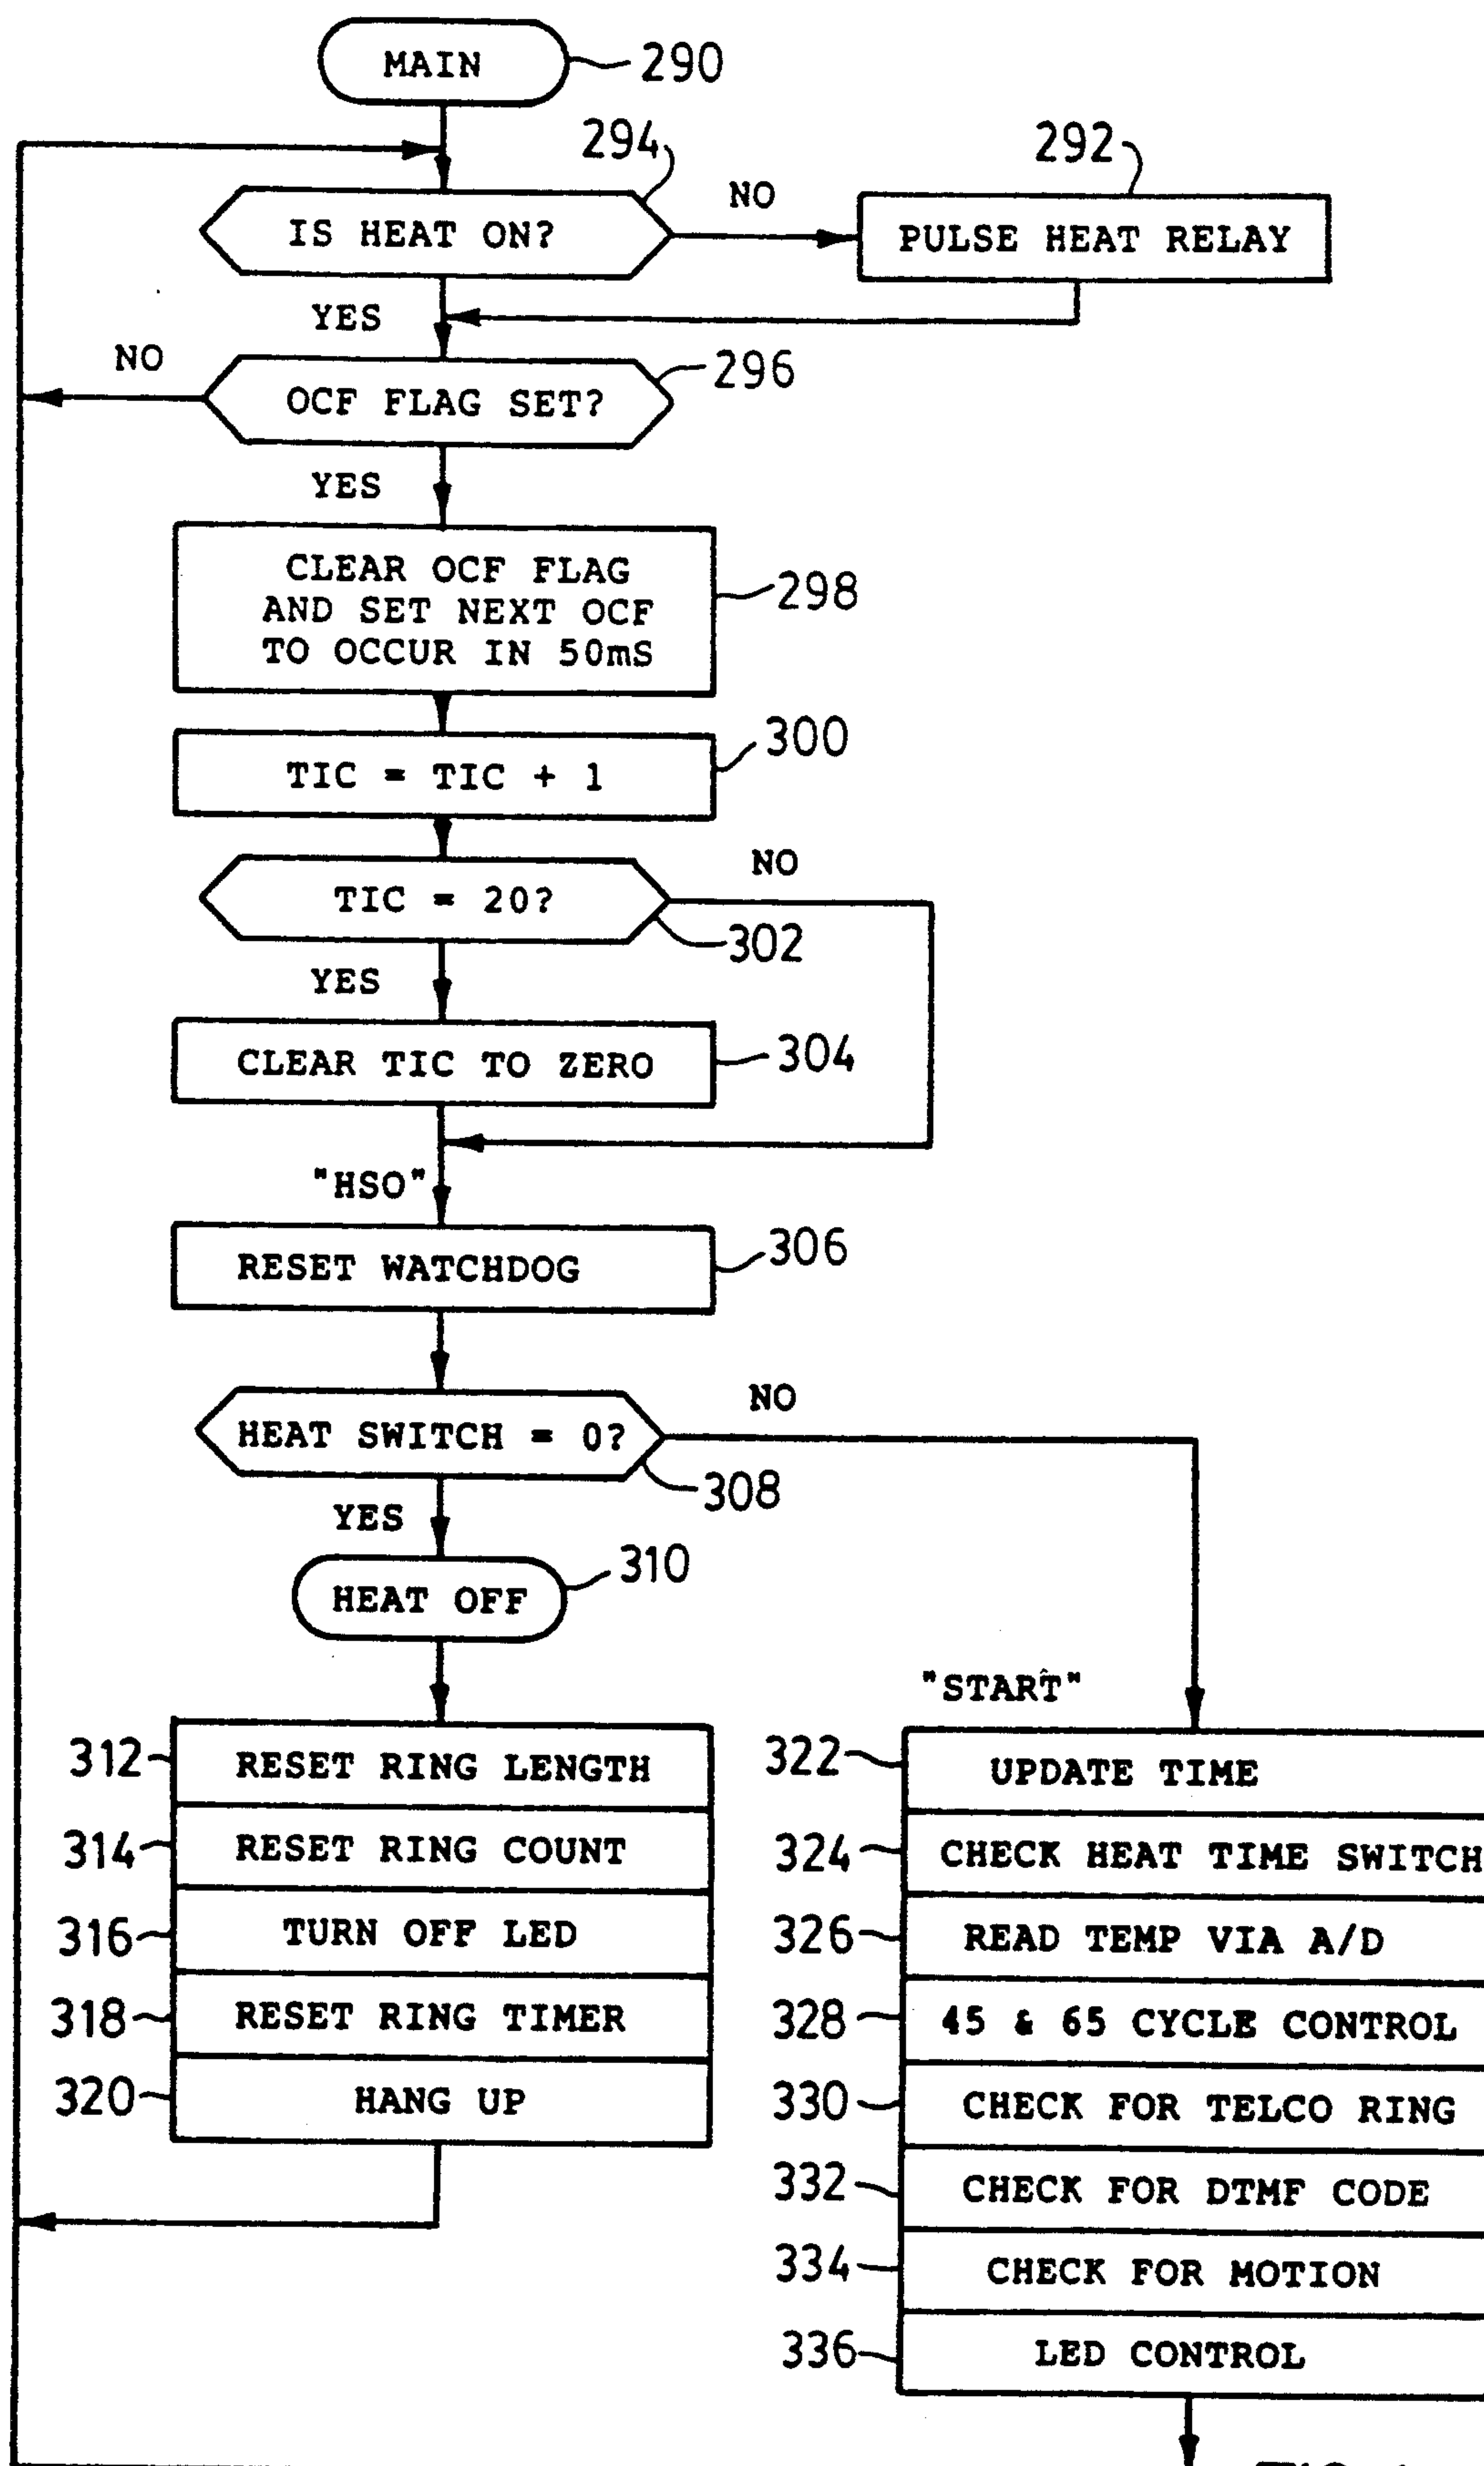 MAIN
290
294
292
IS HEAT ON?
NO
PULSE HEAT RELAY
YES
NO
OCF FLAG SET?
296
YES
CLEAR OCF FLAG
AND SET NEXT OCF
TO OCCUR IN 50mS
298
TIC = TIC + 1
300
TIC = 20?
NO
302
YES
CLEAR TIC TO ZERO
304
"HSO"
RESET WATCHDOG
306
HEAT SWITCH = 0?
NO
308
YES
HEAT OFF
310
312
RESET RING LENGTH
314
RESET RING COUNT
316
TURN OFF LED
318
RESET RING TIMER
320
HANG UP
"START"
322
UPDATE TIME
324
CHECK HEAT TIME SWITCH
326
READ TEMP VIA A/D
328
45 & 65 CYCLE CONTROL
330
CHECK FOR TELCO RING
332
CHECK FOR DTMF CODE
334
CHECK FOR MOTION
336
LED CONTROL